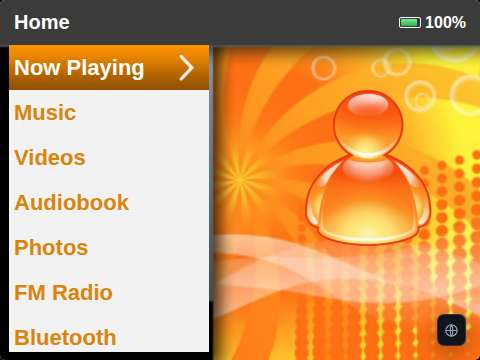 Home
100%
Now Playing
Music
Videos
Audiobook
Photos
FM Radio
Bluetooth